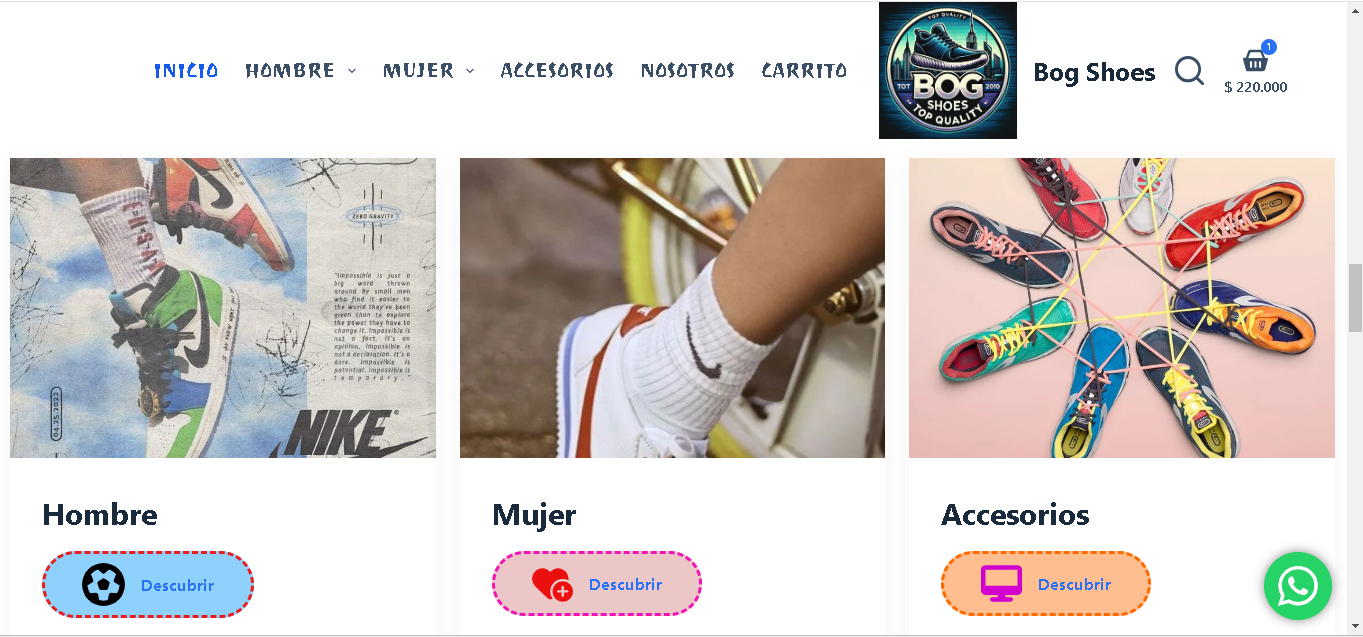 INICIO HOMBRE MUJER ACCESORIOS NOSOTROS CARRITO
TOP QUALITY
TOT BOG 2010
SHOES
TOP QUALITY
Bog Shoes
1
$ 220.000
ZERO GRAVITY
"Impossible is just a
big word thrown
around by small men
who find it easier to
live in the world they've been
given than to explore
the power they have to
change it. Impossible is
not a fact. It's an
opinion. Impossible is
not a declaration. It's a
dare. Impossible is
potential. Impossible is
temporary."
04.25.2022
NIKE®
Hombre
Descubrir
Mujer
Descubrir
Accesorios
Descubrir